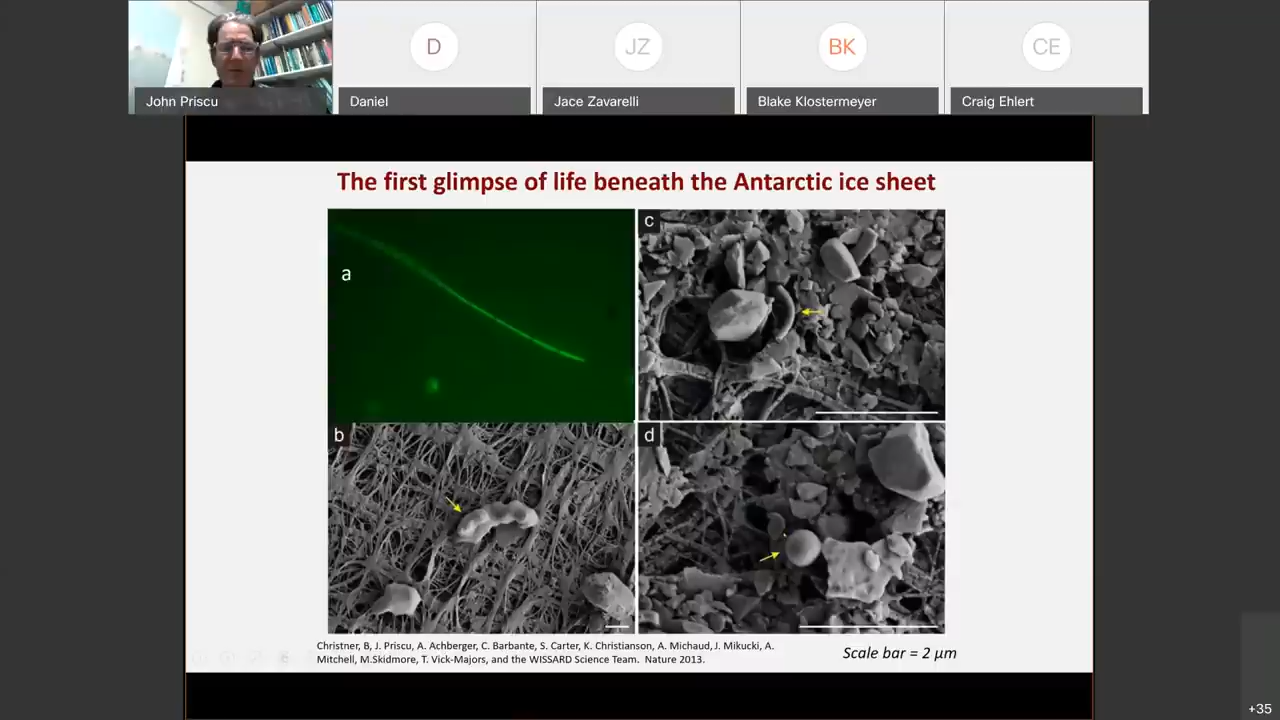 D
JZ
BK
CE
John Priscu
Daniel
Jace Zavarelli
Blake Klostermeyer
Craig Ehlert
The first glimpse of life beneath the Antarctic ice sheet
a
c
b
d
Christner, B, J. Priscu, A. Achberger, C. Barbante, S. Carter, K. Christianson, A. Michaud, J. Mikucki, A.
Mitchell, M.Skidmore, T. Vick-Majors, and the WISSARD Science Team. Nature 2013.
Scale bar = 2 μm
+35